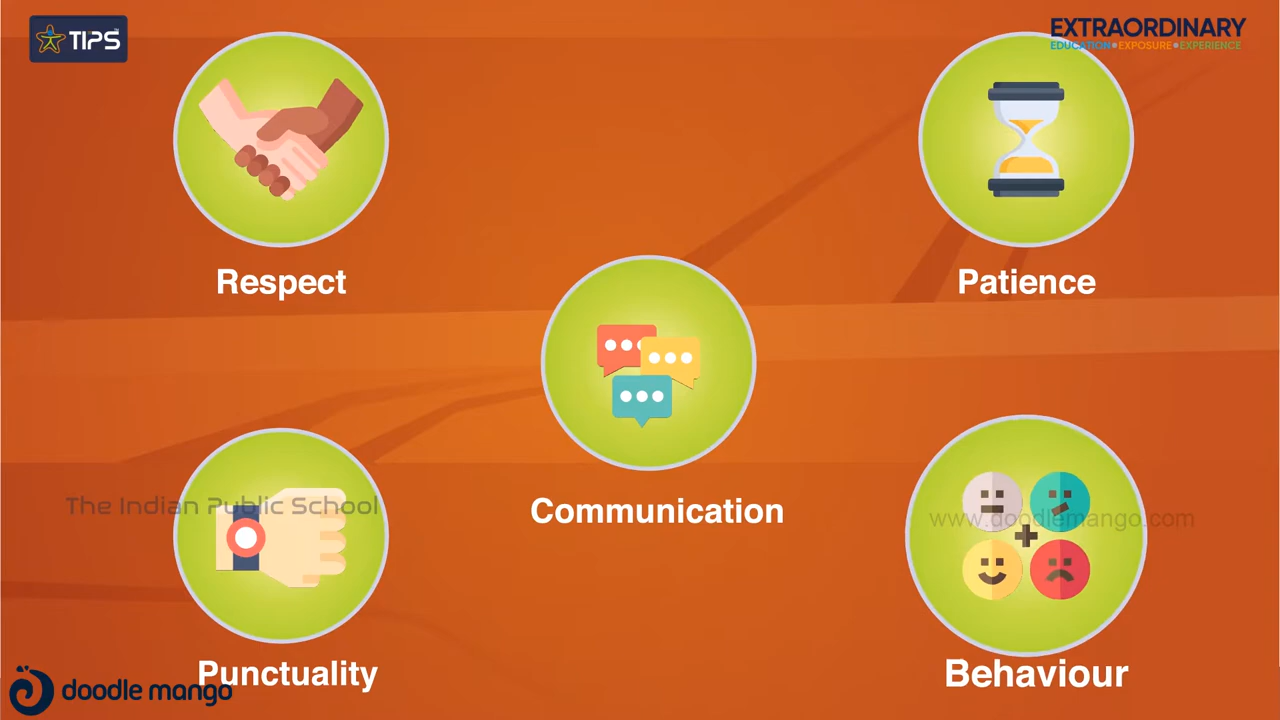 TIPS
EXTRAORDINARY
EDUCATION EXPOSURE EXPERIENCE
Respect
Patience
Communication
The Indian Public School
www.doodlemango.com
Punctuality
Behaviour
doodle mango